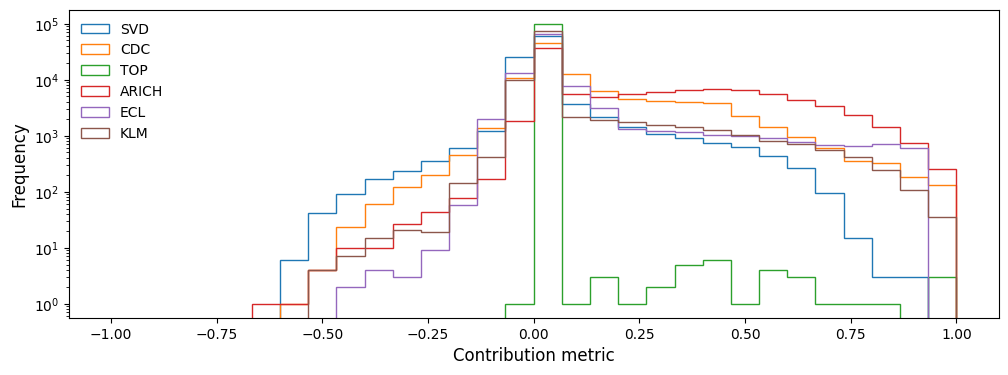 SVD
CDC
TOP
ARICH
ECL
KLM
Frequency
10⁵
10⁴
10³
10²
10¹
10⁰
−1.00 −0.75 −0.50 −0.25 0.00 0.25 0.50 0.75 1.00
Contribution metric